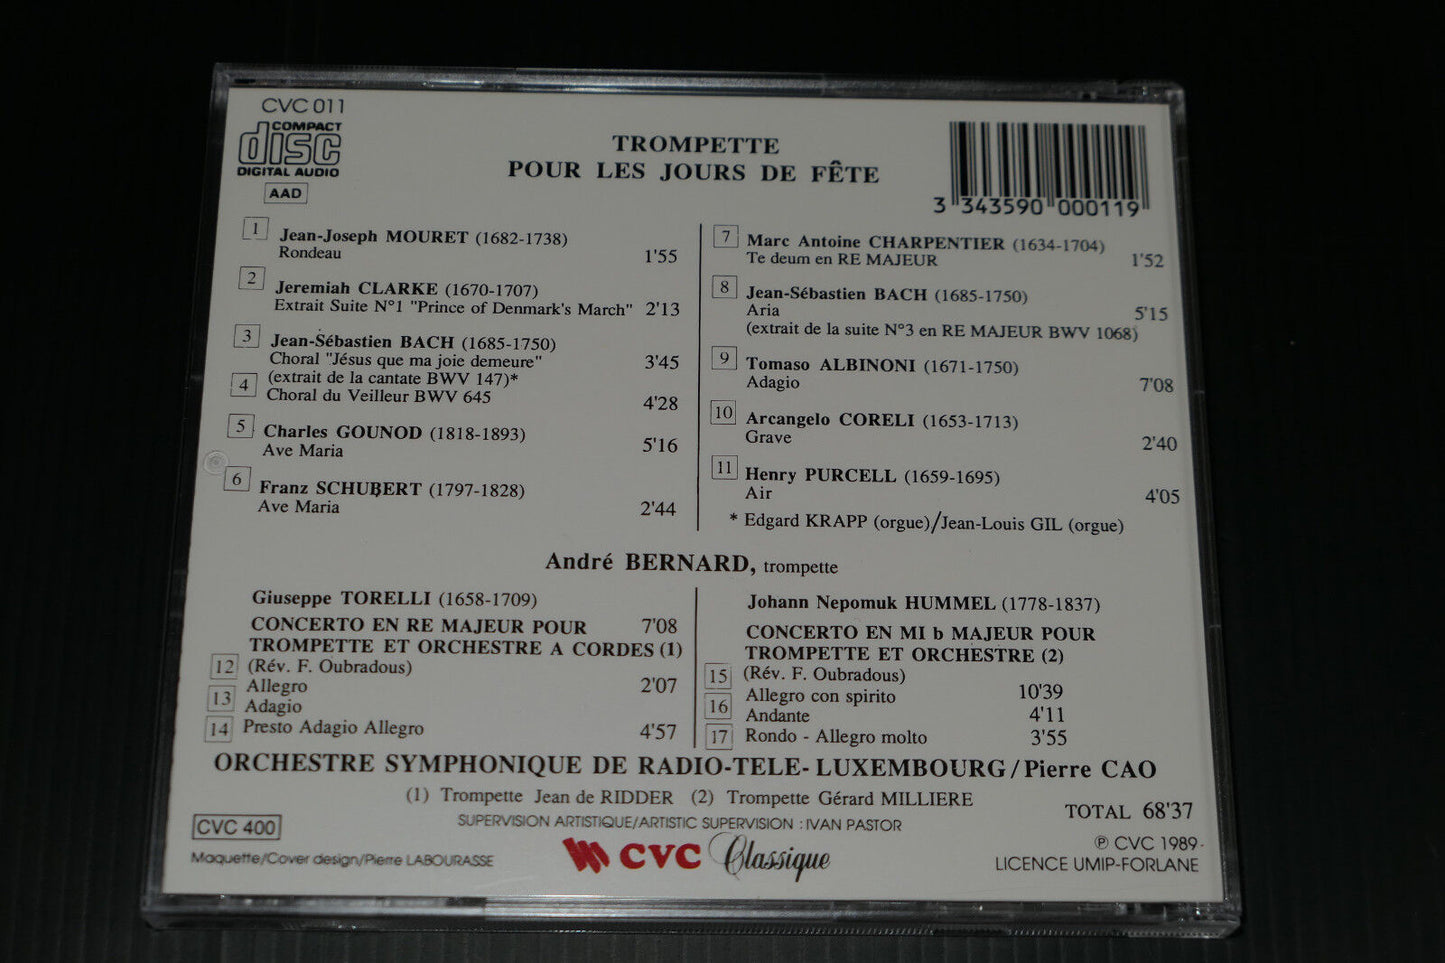 CVC 011
COMPACT
disc
DIGITAL AUDIO
AAD
TROMPETTE
POUR LES JOURS DE FÊTE
3 343590 000119
1 Jean-Joseph MOURET (1682-1738)
Rondeau 1'55
2 Jeremiah CLARKE (1670-1707)
Extrait Suite N°1 "Prince of Denmark's March" 2'13
3 Jean-Sébastien BACH (1685-1750)
Choral "Jésus que ma joie demeure" 3'45
(extrait de la cantate BWV 147)*
4 Choral du Veilleur BWV 645 4'28
5 Charles GOUNOD (1818-1893)
Ave Maria 5'16
6 Franz SCHUBERT (1797-1828)
Ave Maria 2'44
7 Marc Antoine CHARPENTIER (1634-1704)
Te deum en RE MAJEUR 1'52
8 Jean-Sébastien BACH (1685-1750)
Aria 5'15
(extrait de la suite N°3 en RE MAJEUR BWV 1068)
9 Tomaso ALBINONI (1671-1750)
Adagio 7'08
10 Arcangelo CORELI (1653-1713)
Grave 2'40
11 Henry PURCELL (1659-1695)
Air 4'05
* Edgard KRAPP (orgue)/Jean-Louis GIL (orgue)
André BERNARD, trompette
Giuseppe TORELLI (1658-1709)
CONCERTO EN RE MAJEUR POUR 7'08
TROMPETTE ET ORCHESTRE A CORDES (1)
12 (Rév. F. Oubradous)
Allegro 2'07
13 Adagio
14 Presto Adagio Allegro 4'57
Johann Nepomuk HUMMEL (1778-1837)
CONCERTO EN MI b MAJEUR POUR
TROMPETTE ET ORCHESTRE (2)
15 (Rév. F. Oubradous)
Allegro con spirito 10'39
16 Andante 4'11
17 Rondo - Allegro molto 3'55
ORCHESTRE SYMPHONIQUE DE RADIO-TELE-LUXEMBOURG/Pierre CAO
(1) Trompette Jean de RIDDER (2) Trompette Gérard MILLIERE
TOTAL 68'37
SUPERVISION ARTISTIQUE/ARTISTIC SUPERVISION : IVAN PASTOR
CVC 400
Maquette/Cover design/Pierre LABOURASSE
CVC Classique
℗ CVC 1989-
LICENCE UMIP-FORLANE